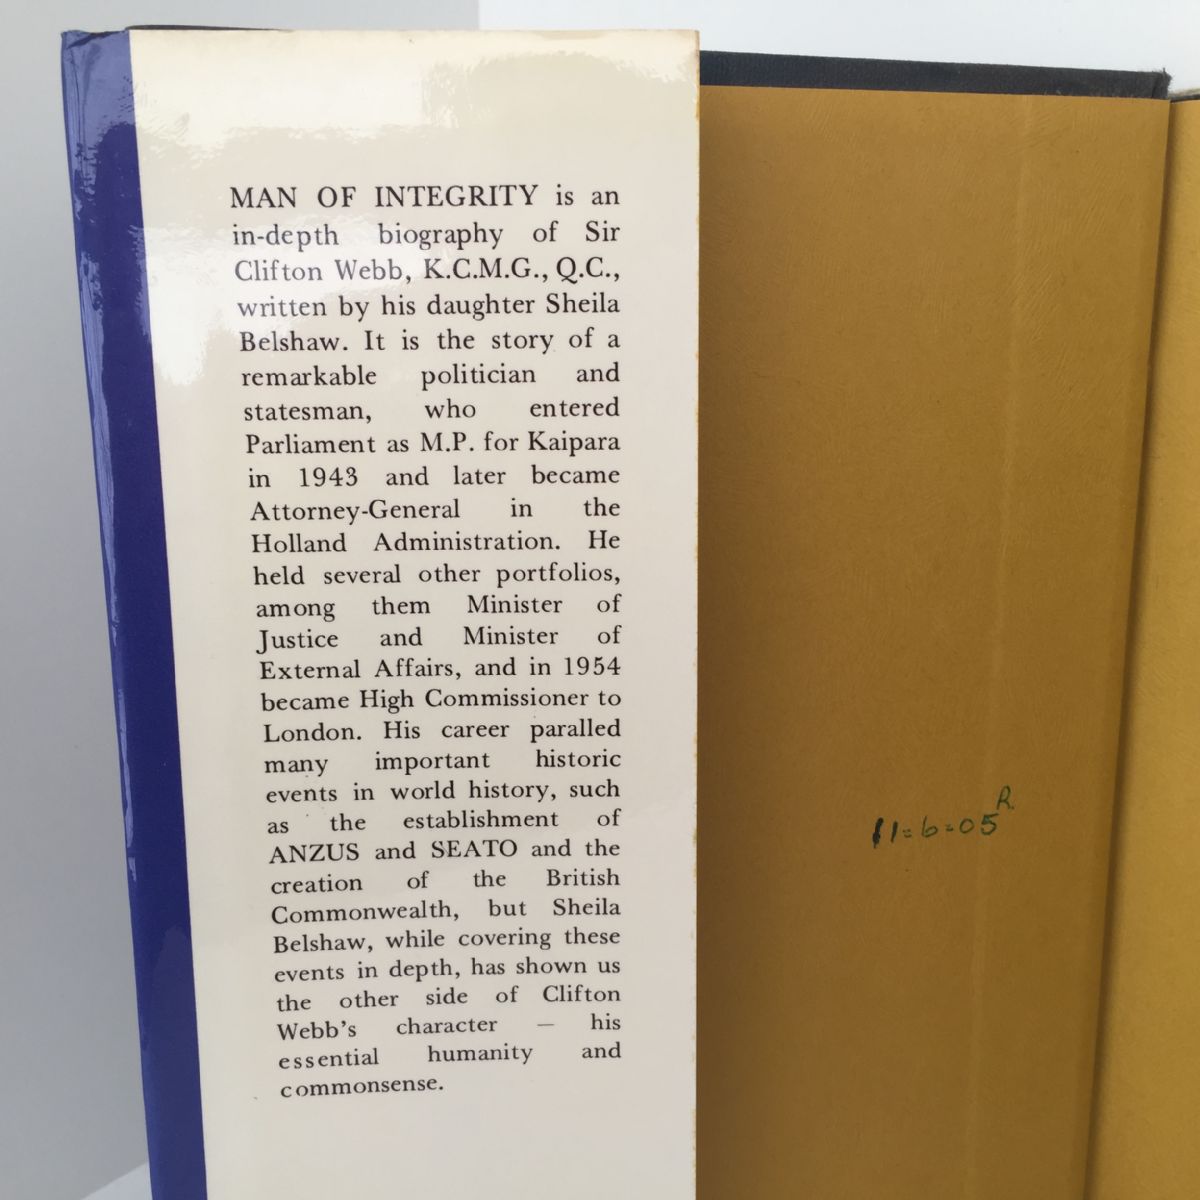 MAN OF INTEGRITY is an
in-depth biography of Sir
Clifton Webb, K.C.M.G., Q.C.,
written by his daughter Sheila
Belshaw. It is the story of a
remarkable politician and
statesman, who entered
Parliament as M.P. for Kaipara
in 1943 and later became
Attorney-General in the
Holland Administration. He
held several other portfolios,
among them Minister of
Justice and Minister of
External Affairs, and in 1954
became High Commissioner to
London. His career paralled
many important historic
events in world history, such
as the establishment of
ANZUS and SEATO and the
creation of the British
Commonwealth, but Sheila
Belshaw, while covering these
events in depth, has shown us
the other side of Clifton
Webb's character — his
essential humanity and
commonsense.
11=6=05 R.